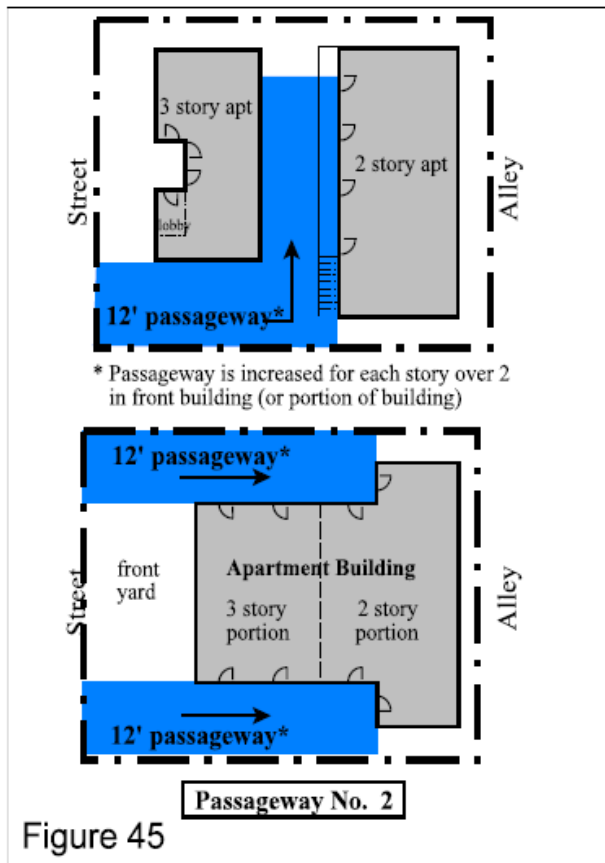 3 story apt
2 story apt
Street
Alley
lobby
12' passageway*
* Passageway is increased for each story over 2
in front building (or portion of building)
12' passageway*
Street
front
yard
Apartment Building
3 story
portion
2 story
portion
Alley
12' passageway*
Passageway No. 2
Figure 45